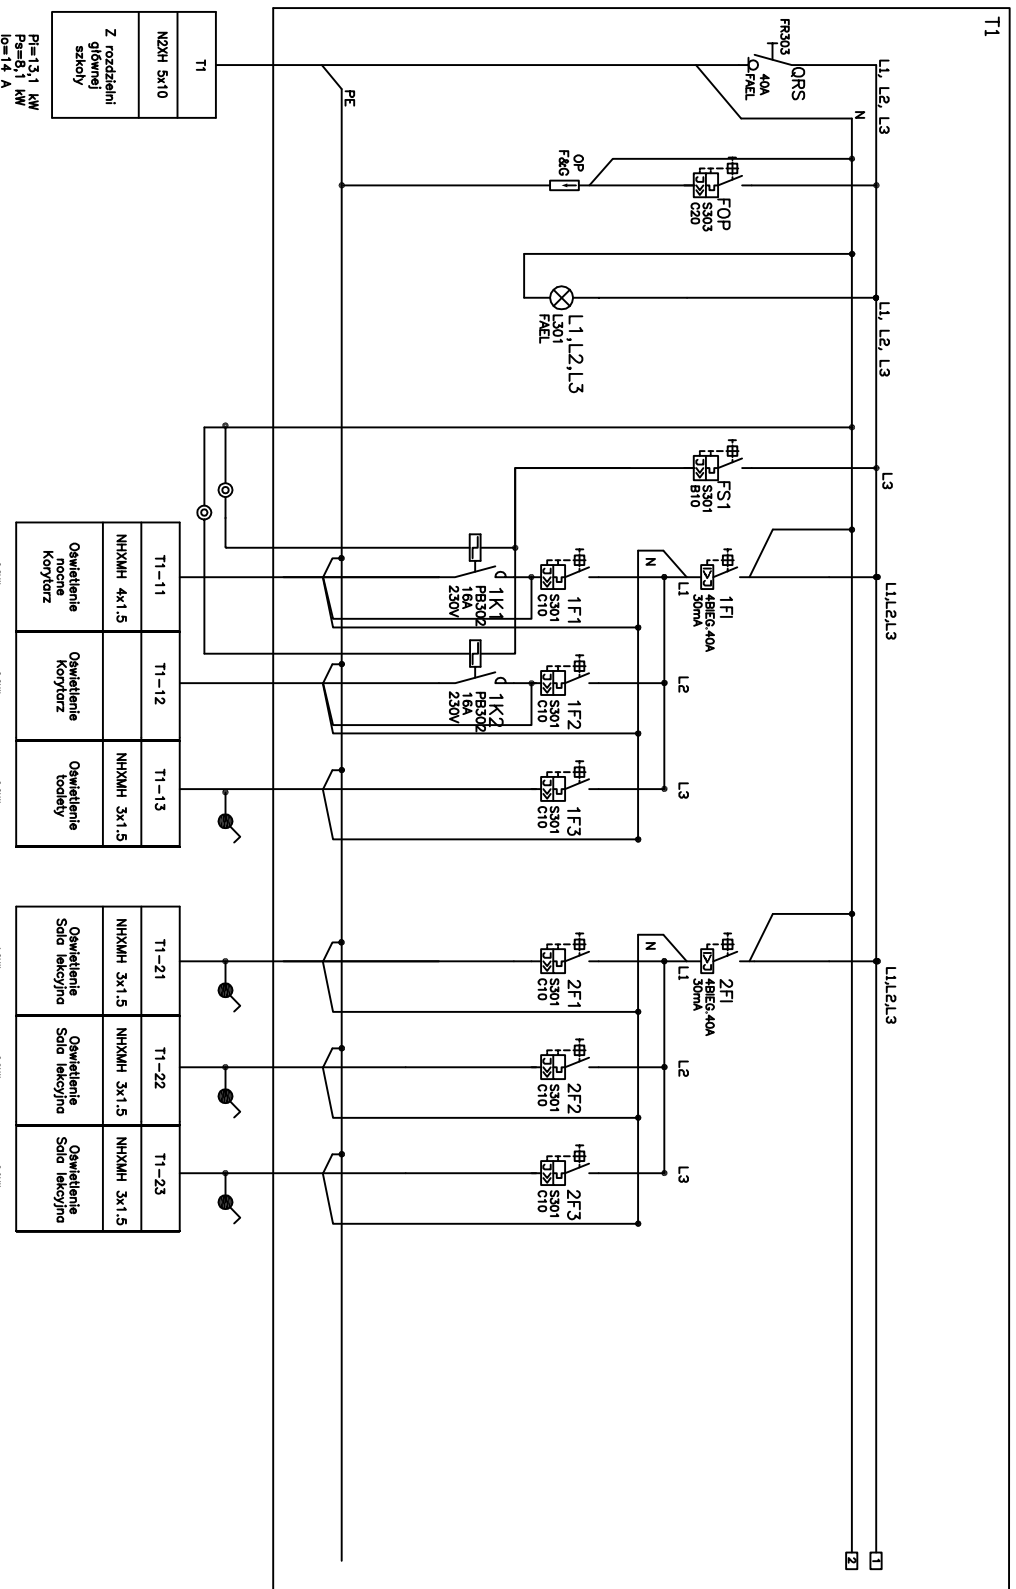 T1
L1, L2, L3
N
FR303
QRS
40A
FAEL
PE
T1
N2XH 5x10
Z rozdzielni
głównej
szkoły
Pi=13,1 kW
Ps=8,1 kW
Io=14 A
FOP
S303
C20
OP
F&G
L1, L2, L3
L1,L2,L3
L301
FAEL
L3
FS1
S301
B10
L1,L2,L3
1FI
4BIEG.40A
30mA
N
L1
L2
L3
1F1
S301
C10
1F2
S301
C10
1F3
S301
C10
1K1
PB302
16A
230V
1K2
PB302
16A
230V
T1-11
NHXMH 4x1.5
Oświetlenie
nocne
Korytarz
T1-12
Oświetlenie
Korytarz
T1-13
NHXMH 3x1.5
Oświetlenie
toalety
L1,L2,L3
2FI
4BIEG.40A
30mA
N
L1
L2
L3
2F1
S301
C10
2F2
S301
C10
2F3
S301
C10
T1-21
NHXMH 3x1.5
Oświetlenie
Sala lekcyjna
T1-22
NHXMH 3x1.5
Oświetlenie
Sala lekcyjna
T1-23
NHXMH 3x1.5
Oświetlenie
Sala lekcyjna
1
2